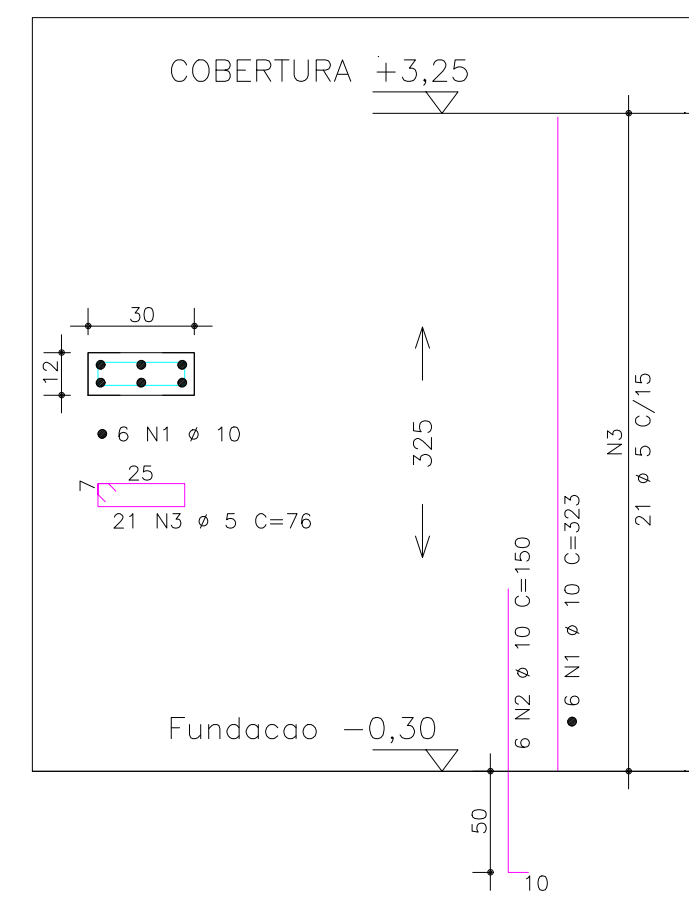 COBERTURA +3,25
30
12
6 N1 ø 10
25
7
21 N3 ø 5 C=76
325
N3
21 ø 5 C/15
6 N1 ø 10 C=323
6 N2 ø 10 C=150
Fundacao −0,30
50
10